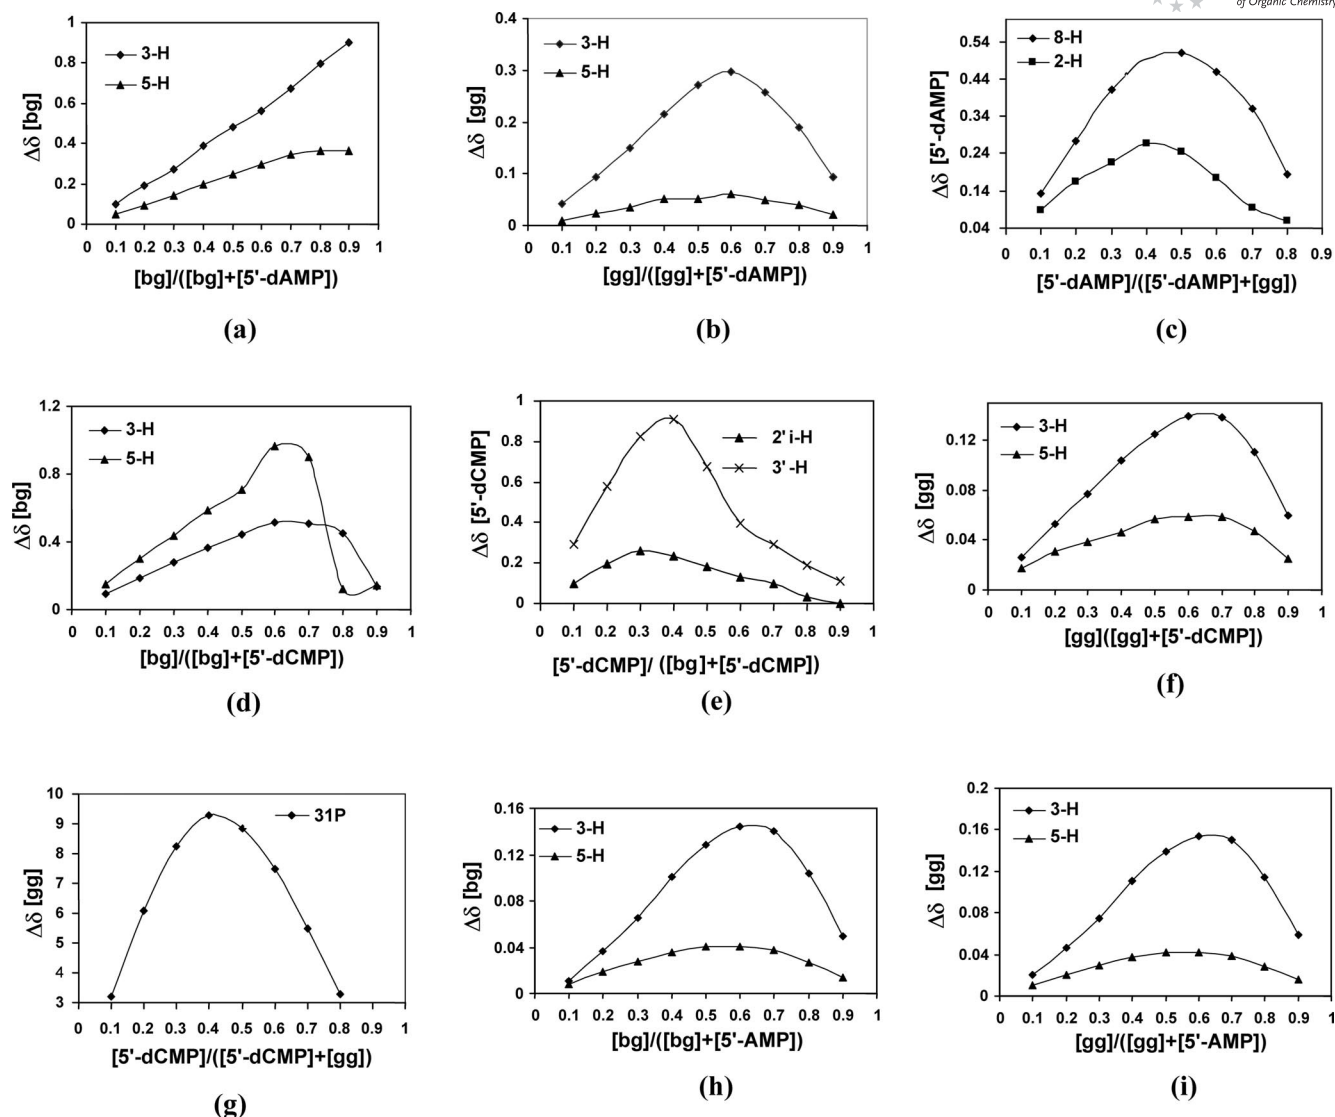 of Organic Chemistry
1
0.8
0.6
0.4
0.2
0
Δδ [bg]
3-H
5-H
0 0.1 0.2 0.3 0.4 0.5 0.6 0.7 0.8 0.9 1
[bg]/([bg]+[5'-dAMP])
(a)
0.4
0.3
0.2
0.1
0
Δδ [gg]
3-H
5-H
0 0.1 0.2 0.3 0.4 0.5 0.6 0.7 0.8 0.9 1
[gg]/([gg]+[5'-dAMP])
(b)
0.54
0.44
0.34
0.24
0.14
0.04
Δδ [5'-dAMP]
8-H
2-H
0 0.1 0.2 0.3 0.4 0.5 0.6 0.7 0.8 0.9
[5'-dAMP]/([5'-dAMP]+[gg])
(c)
1.2
0.8
0.4
0
Δδ [bg]
3-H
5-H
0 0.1 0.2 0.3 0.4 0.5 0.6 0.7 0.8 0.9 1
[bg]/([bg]+[5'-dCMP])
(d)
1
0.8
0.6
0.4
0.2
0
Δδ [5'-dCMP]
2' i-H
3' -H
0 0.1 0.2 0.3 0.4 0.5 0.6 0.7 0.8 0.9 1
[5'-dCMP]/ ([bg]+[5'-dCMP])
(e)
0.12
0.08
0.04
0
Δδ [gg]
3-H
5-H
0 0.1 0.2 0.3 0.4 0.5 0.6 0.7 0.8 0.9 1
[gg([gg]+[5'-dCMP])
(f)
10
9
8
7
6
5
4
3
Δδ [gg]
31P
0 0.1 0.2 0.3 0.4 0.5 0.6 0.7 0.8 0.9 1
[5'-dCMP]/([5'-dCMP]+[gg])
(g)
0.16
0.12
0.08
0.04
0
Δδ [bg]
3-H
5-H
0 0.1 0.2 0.3 0.4 0.5 0.6 0.7 0.8 0.9 1
[bg]/([bg]+[5'-AMP])
(h)
0.2
0.16
0.12
0.08
0.04
0
Δδ [gg]
3-H
5-H
0 0.1 0.2 0.3 0.4 0.5 0.6 0.7 0.8 0.9 1
[gg]/([gg]+[5'-AMP])
(i)